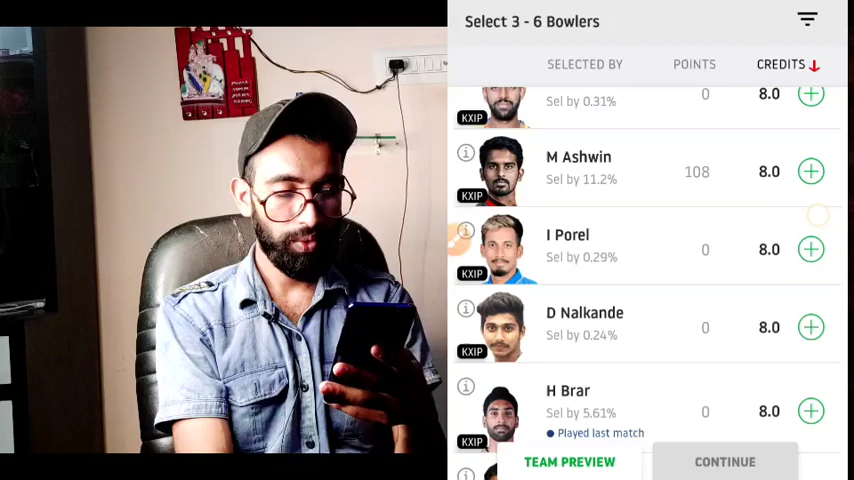 Select 3 - 6 Bowlers
SELECTED BY POINTS CREDITS
Sel by 0.31% 0 8.0
KXIP
M Ashwin
Sel by 11.2% 108 8.0
KXIP
I Porel
Sel by 0.29% 0 8.0
KXIP
D Nalkande
Sel by 0.24% 0 8.0
KXIP
H Brar
Sel by 5.61% 0 8.0
KXIP
Played last match
TEAM PREVIEW CONTINUE